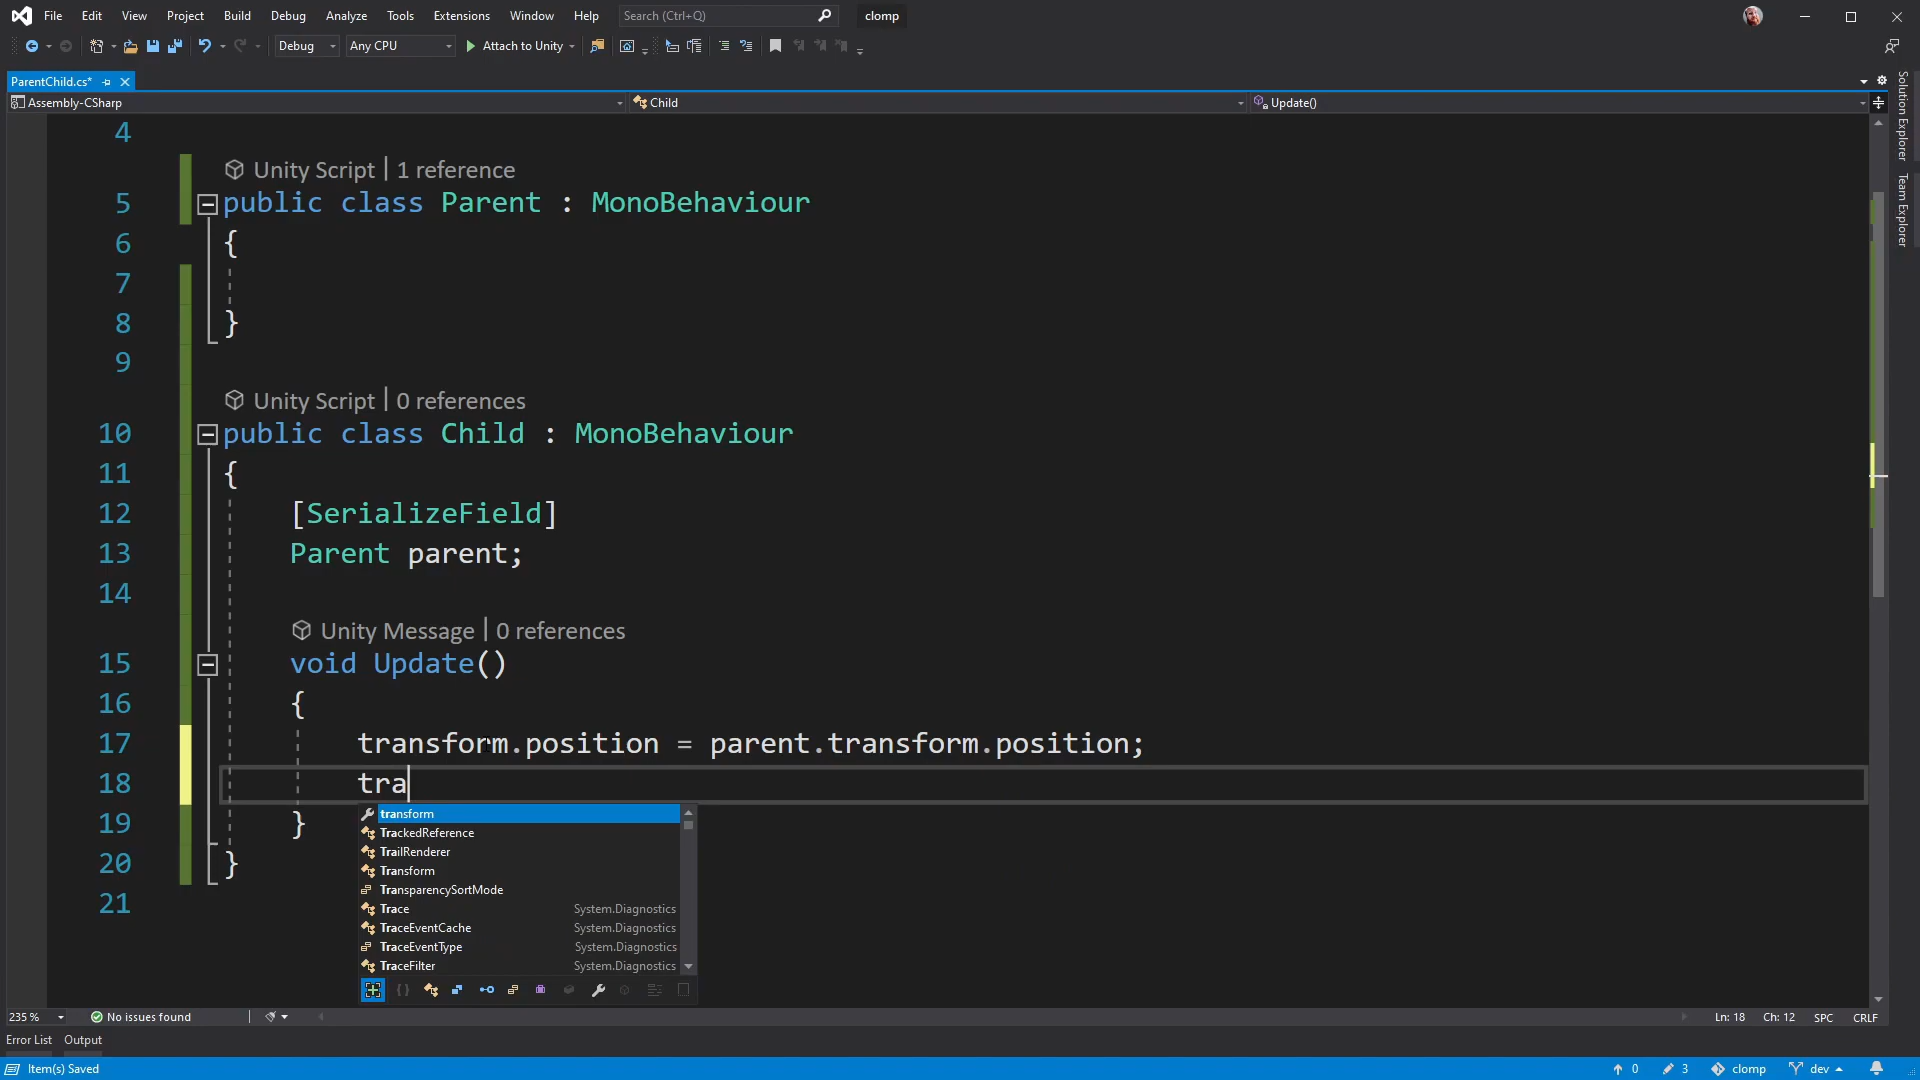 File Edit View Project Build Debug Analyze Tools Extensions Window Help Search (Ctrl+Q) clomp
Debug Any CPU Attach to Unity
ParentChild.cs*
Assembly-CSharp Child Update()
Solution Explorer
Team Explorer
4
Unity Script | 1 reference
5 public class Parent : MonoBehaviour
6 {
7
8 }
9
Unity Script | 0 references
10 public class Child : MonoBehaviour
11 {
12 [SerializeField]
13 Parent parent;
14
Unity Message | 0 references
15 void Update()
16 {
17 transform.position = parent.transform.position;
18 tra
19 }
20 }
21
transform
TrackedReference
TrailRenderer
Transform
TransparencySortMode
Trace System.Diagnostics
TraceEventCache System.Diagnostics
TraceEventType System.Diagnostics
TraceFilter System.Diagnostics
235 % No issues found Ln: 18 Ch: 12 SPC CRLF
Error List Output
Item(s) Saved 0 3 clomp dev